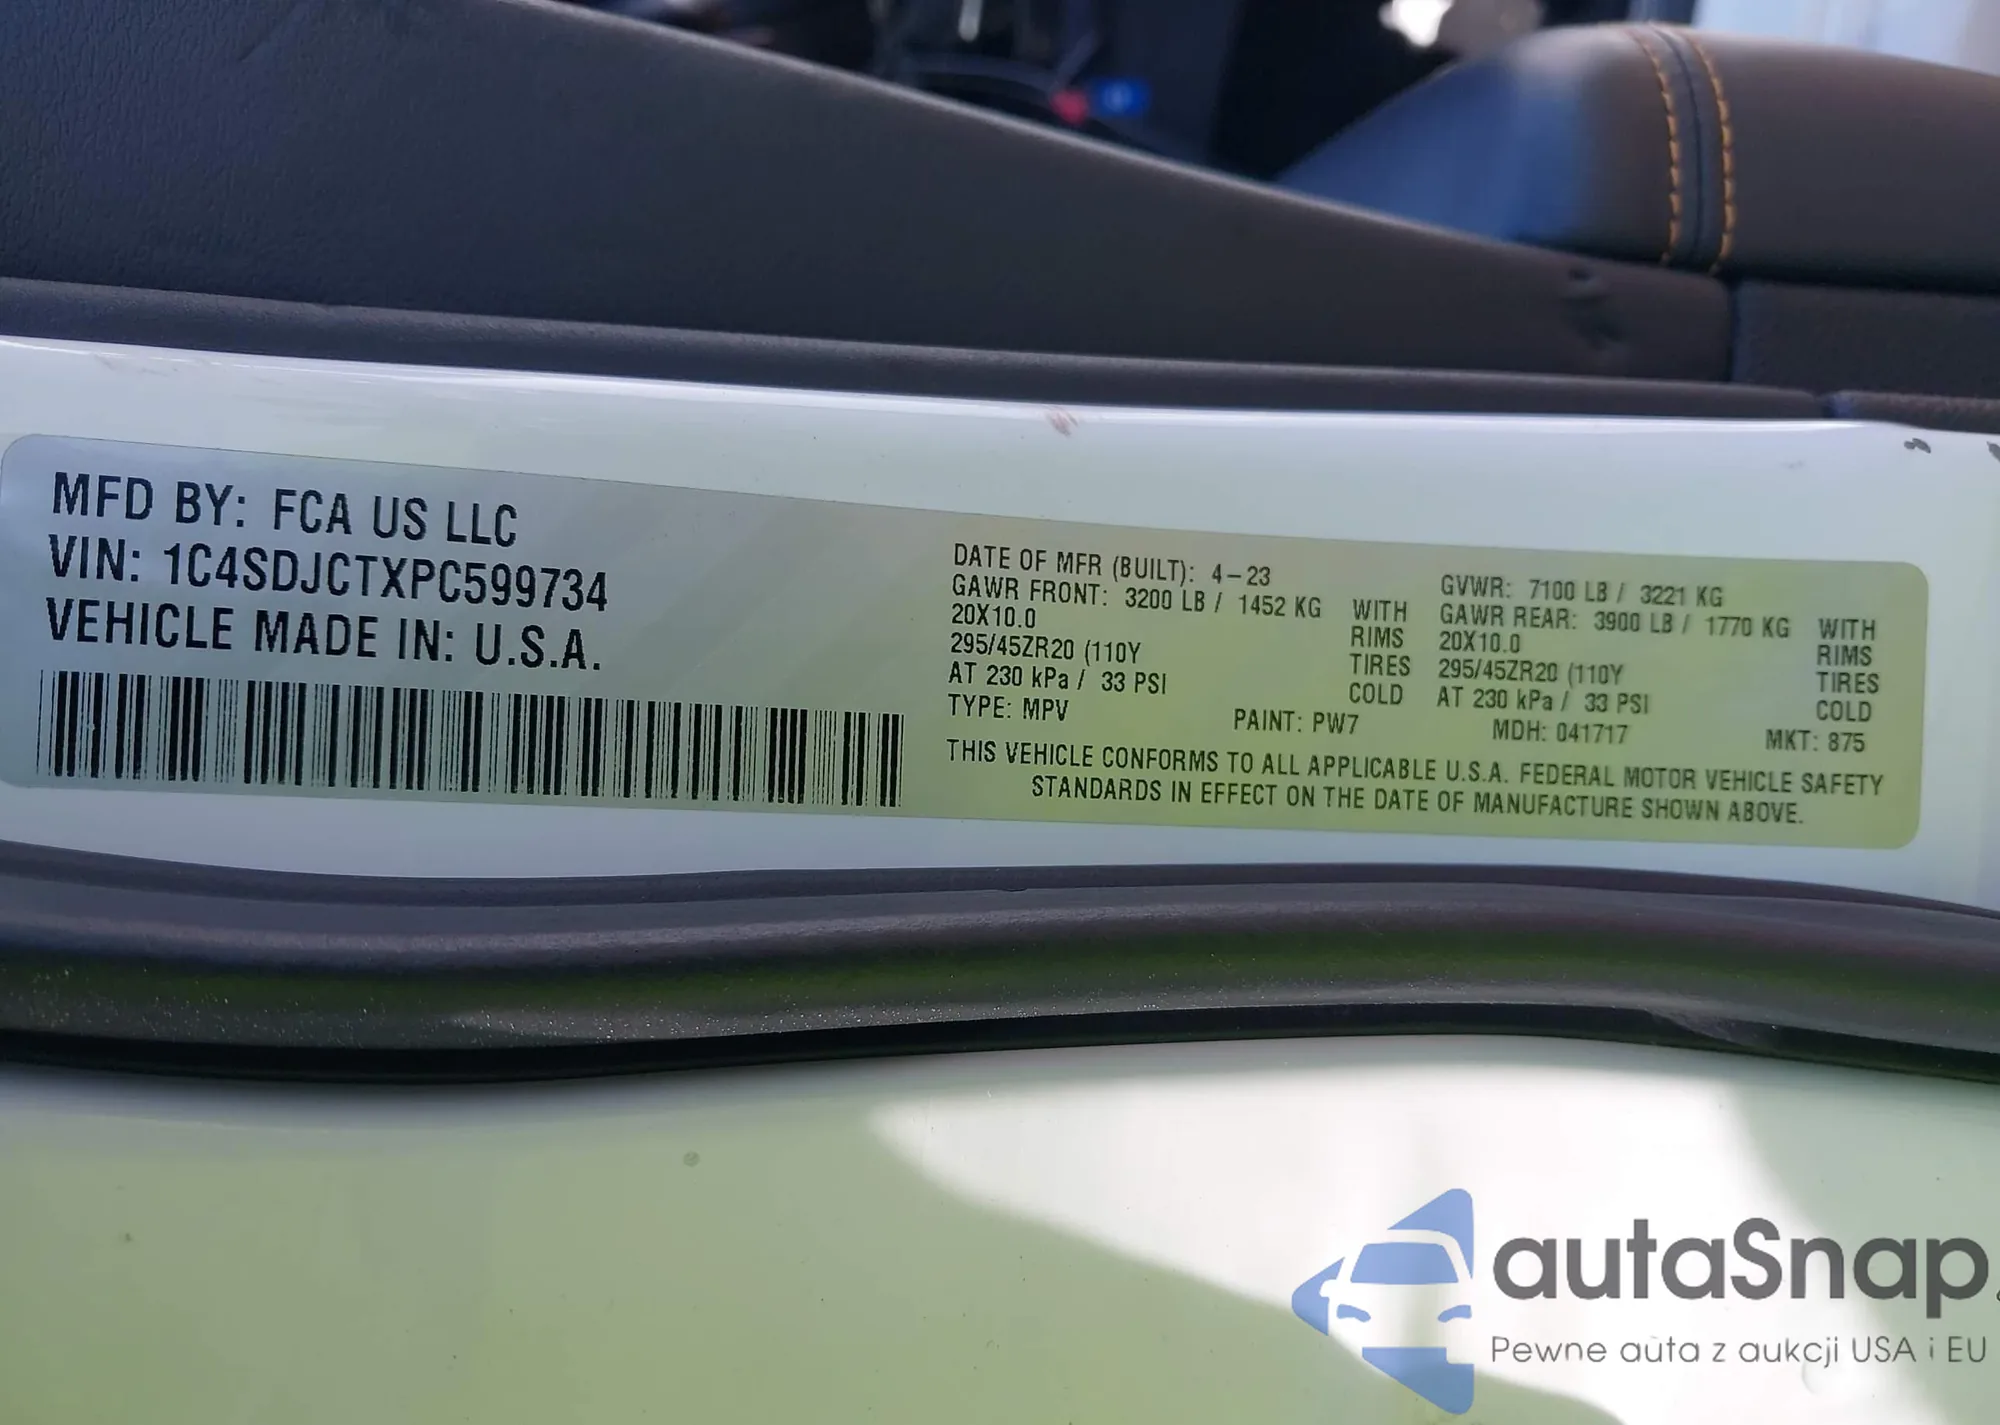 MFD BY: FCA US LLC
VIN: 1C4SDJCTXPC599734
VEHICLE MADE IN: U.S.A.
DATE OF MFR (BUILT): 4-23
GAWR FRONT: 3200 LB / 1452 KG WITH
20X10.0 RIMS
295/45ZR20 (110Y TIRES
AT 230 kPa / 33 PSI COLD
TYPE: MPV
GVWR: 7100 LB / 3221 KG
GAWR REAR: 3900 LB / 1770 KG WITH
20X10.0 RIMS
295/45ZR20 (110Y TIRES
AT 230 kPa / 33 PSI COLD
PAINT: PW7 MDH: 041717 MKT: 875
THIS VEHICLE CONFORMS TO ALL APPLICABLE U.S.A. FEDERAL MOTOR VEHICLE SAFETY
STANDARDS IN EFFECT ON THE DATE OF MANUFACTURE SHOWN ABOVE.
autaSnap.
Pewne auta z aukcji USA i EU